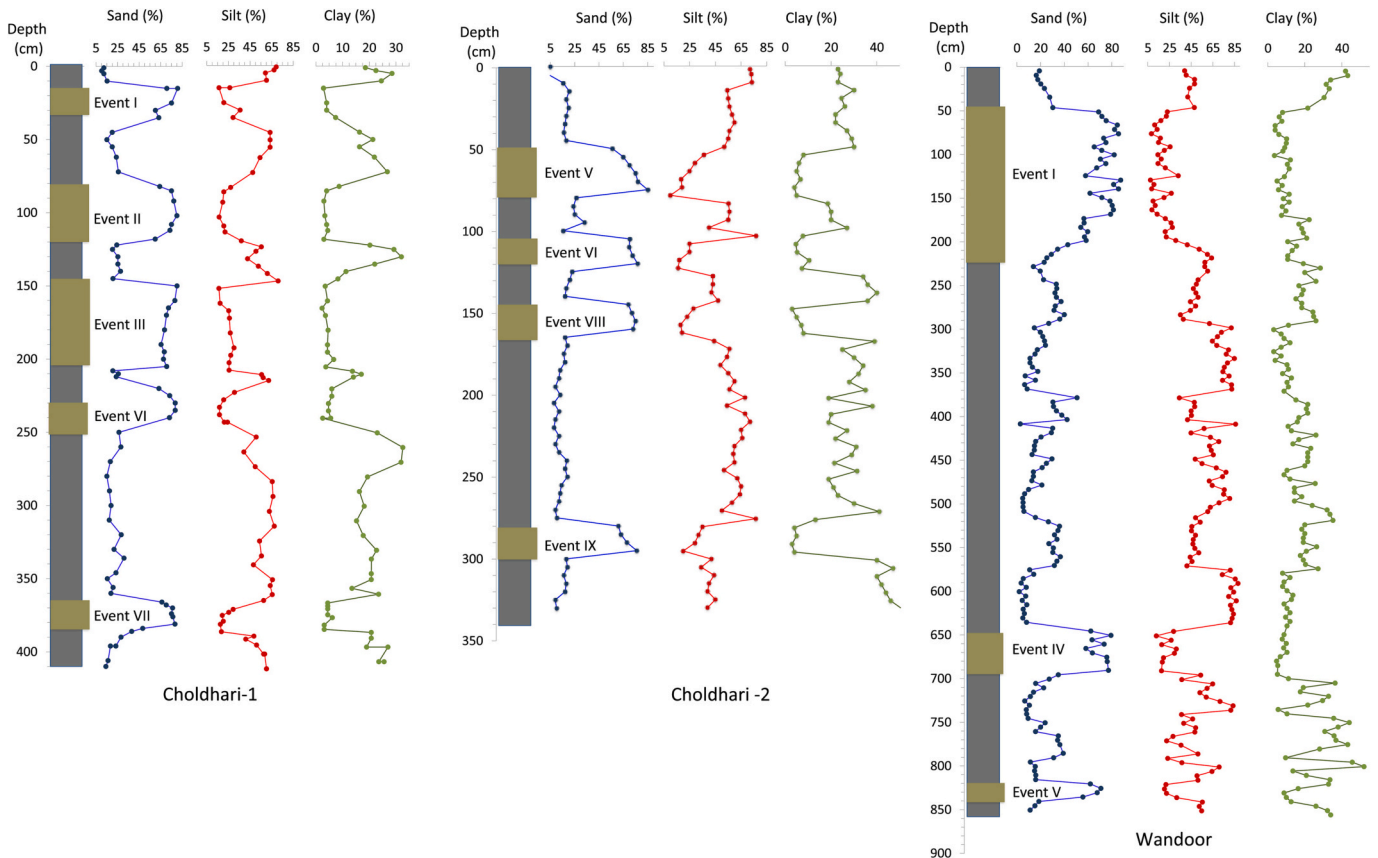 Sand (%) Silt (%) Clay (%)
Depth
(cm)
5 25 45 65 85 5 25 45 65 85 0 10 20 30
0
Event I
50
Event II
100
150
Event III
200
Event VI
250
300
350
Event VII
400
Choldhari-1
Depth
(cm)
Sand (%) Silt (%) Clay (%)
5 25 45 65 85 5 25 45 65 85 0 20 40
0
50
Event V
100
Event VI
150
Event VIII
200
250
Event IX
300
350
Choldhari -2
Depth
(cm)
Sand (%) Silt (%) Clay (%)
0 20 40 60 80 5 25 45 65 85 0 20 40
0
50
100
Event I
150
200
250
300
350
400
450
500
550
600
650
Event IV
700
750
800
Event V
850
900
Wandoor